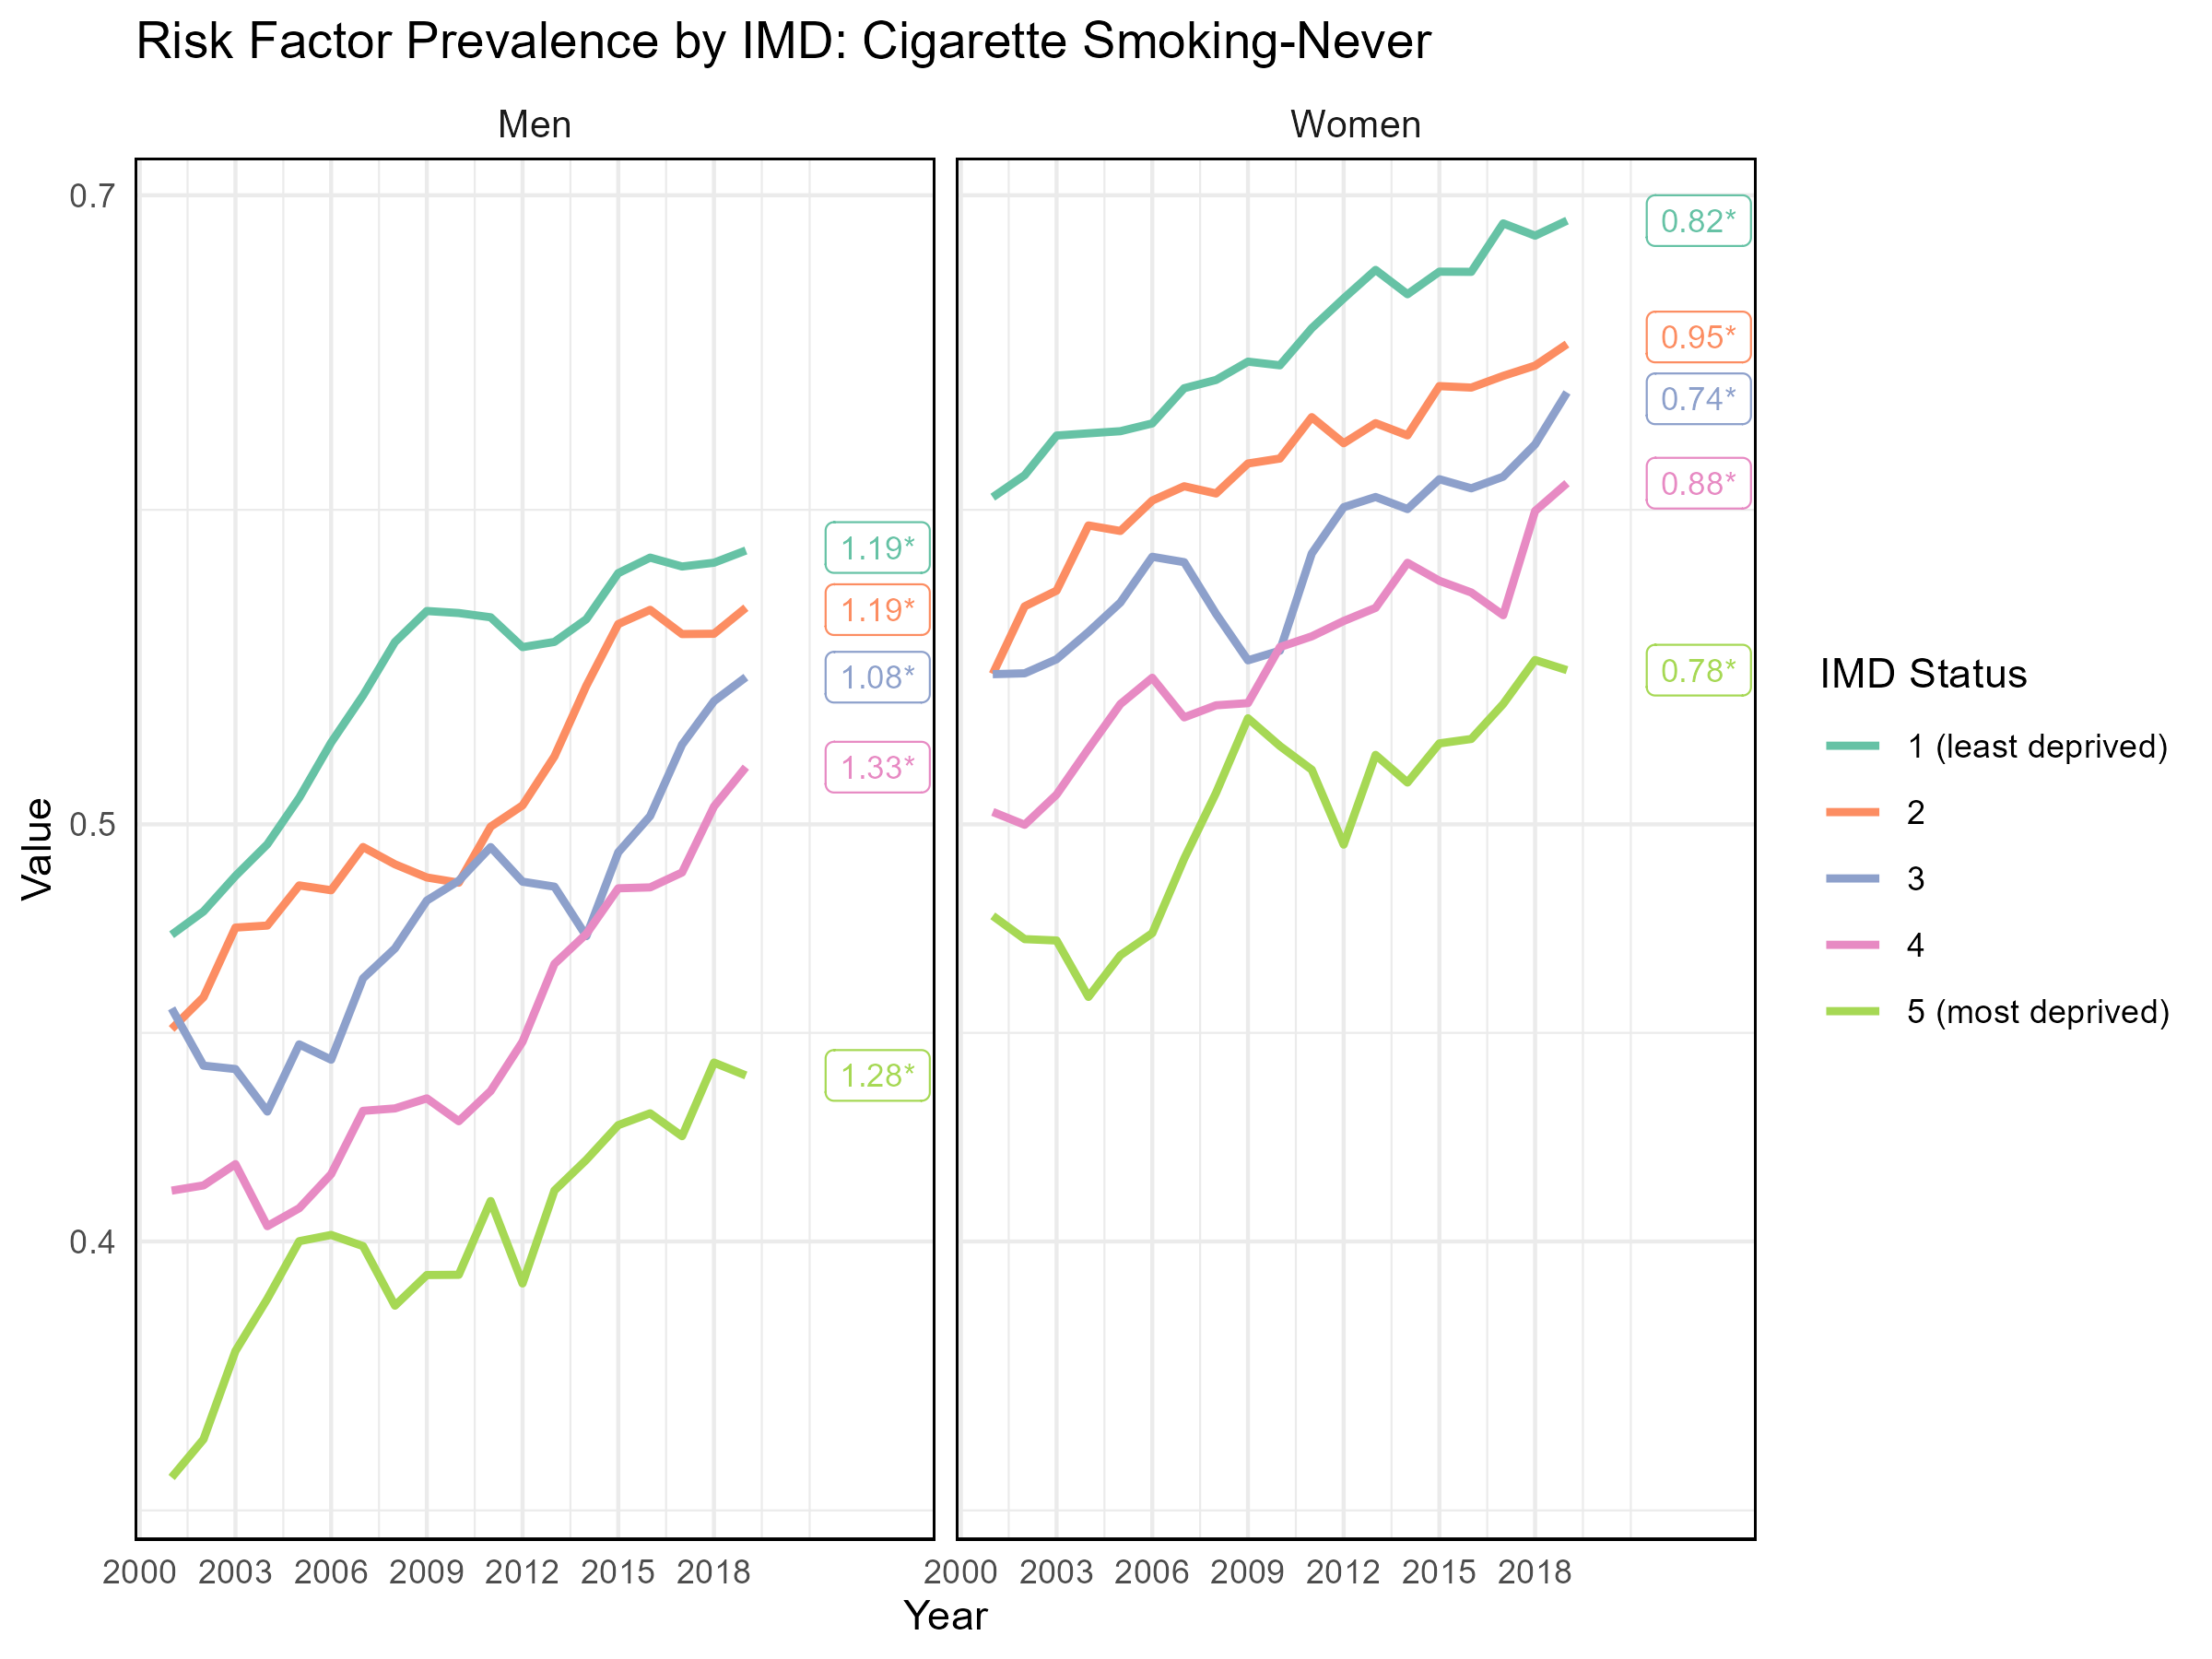 Risk Factor Prevalence by IMD: Cigarette Smoking-Never
Men
Women
0.7
0.5
0.4
Value
1.19*
1.19*
1.08*
1.33*
1.28*
0.82*
0.95*
0.74*
0.88*
0.78*
2000 2003 2006 2009 2012 2015 2018
2000 2003 2006 2009 2012 2015 2018
Year
IMD Status
1 (least deprived)
2
3
4
5 (most deprived)